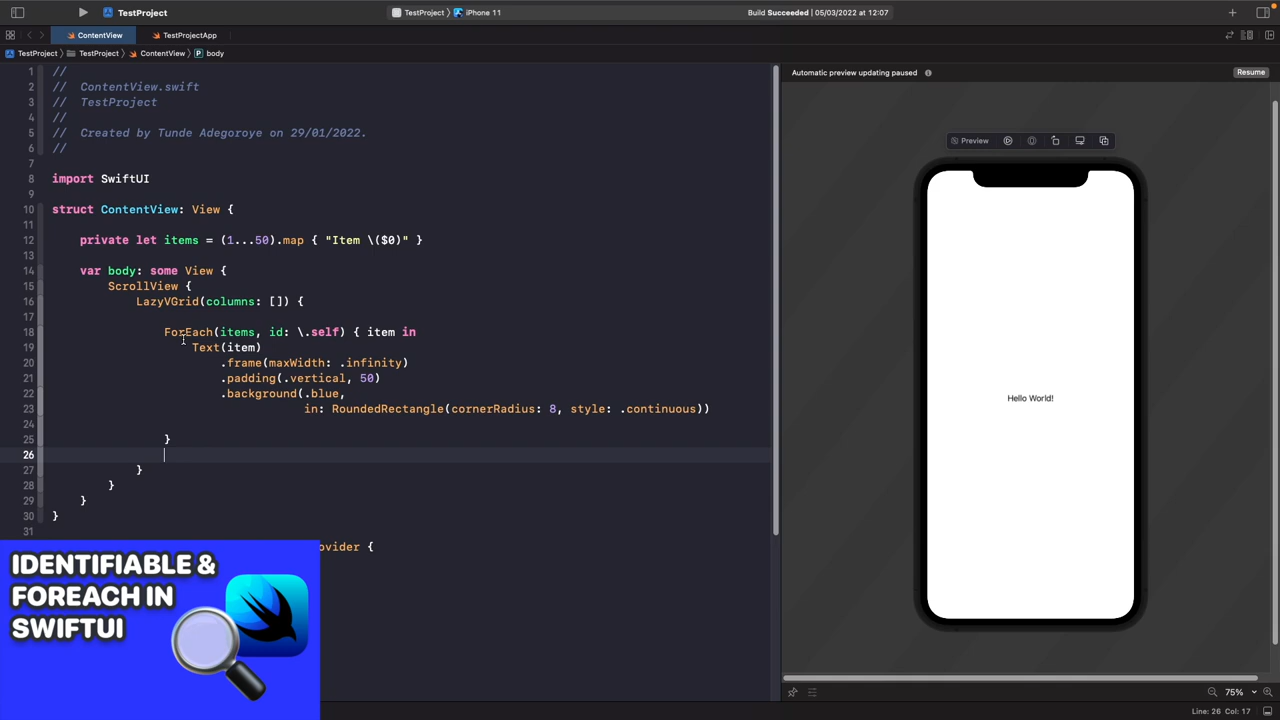 TestProject
TestProject 〉 iPhone 11
Build Succeeded | 05/03/2022 at 12:07
ContentView
TestProjectApp
TestProject 〉 TestProject 〉 ContentView 〉 P body
1 //
2 //  ContentView.swift
3 //  TestProject
4 //
5 //  Created by Tunde Adegoroye on 29/01/2022.
6 //
7
8 import SwiftUI
9
10 struct ContentView: View {
11
12     private let items = (1...50).map { "Item \($0)" }
13
14     var body: some View {
15         ScrollView {
16             LazyVGrid(columns: []) {
17
18                 ForEach(items, id: \.self) { item in
19                     Text(item)
20                         .frame(maxWidth: .infinity)
21                         .padding(.vertical, 50)
22                         .background(.blue,
23                                     in: RoundedRectangle(cornerRadius: 8, style: .continuous))
24
25                 }
26
27             }
28         }
29     }
30 }
31
ovider {
IDENTIFIABLE &
FOREACH IN
SWIFTUI
Automatic preview updating paused
Resume
Preview
Hello World!
75%
Line: 26 Col: 17